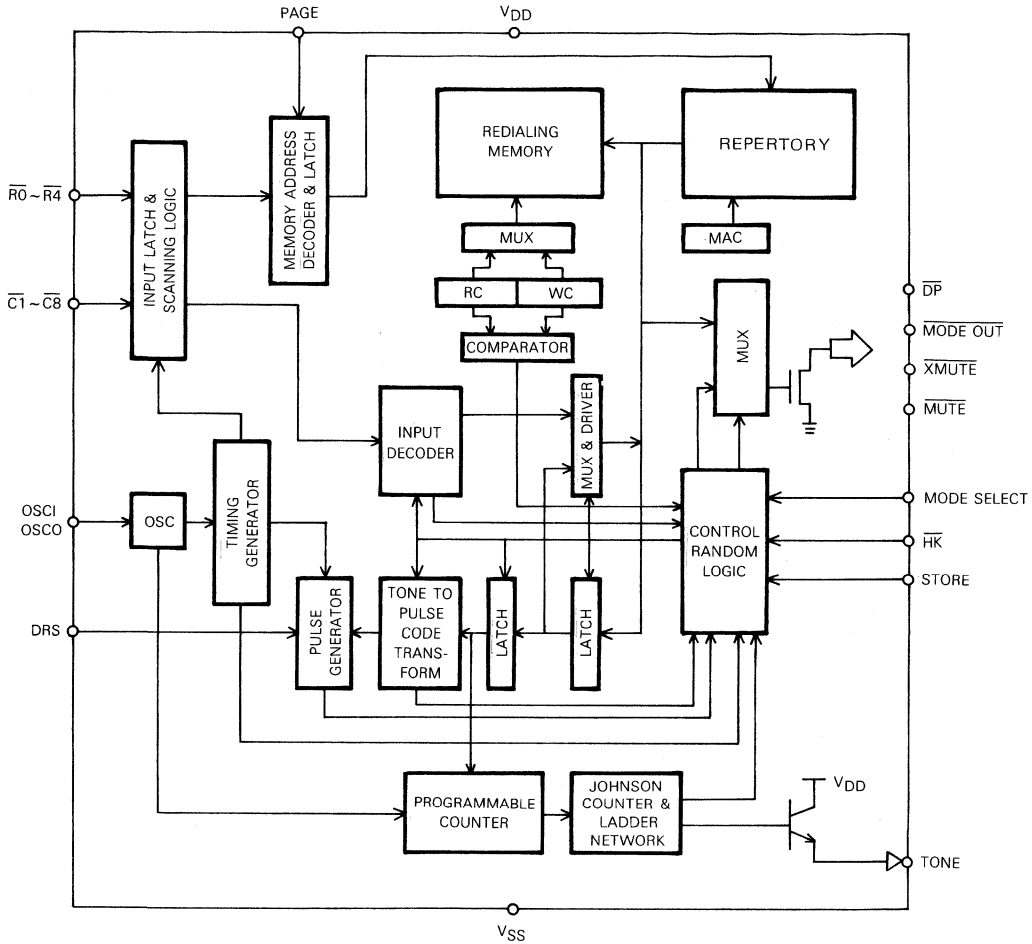 PAGE
VDD
REDIALING
MEMORY
REPERTORY
MEMORY ADDRESS
DECODER & LATCH
INPUT LATCH &
SCANNING LOGIC
R0~R4
MUX
MAC
RC
WC
C1~C8
DP
MODE OUT
MUX
COMPARATOR
XMUTE
MUTE
INPUT
DECODER
MUX & DRIVER
MODE SELECT
OSCI
OSCO
OSC
TIMING
GENERATOR
CONTROL
RANDOM
LOGIC
HK
STORE
DRS
PULSE
GENERATOR
TONE TO
PULSE
CODE
TRANS-
FORM
LATCH
LATCH
PROGRAMMABLE
COUNTER
JOHNSON
COUNTER &
LADDER
NETWORK
VDD
TONE
VSS